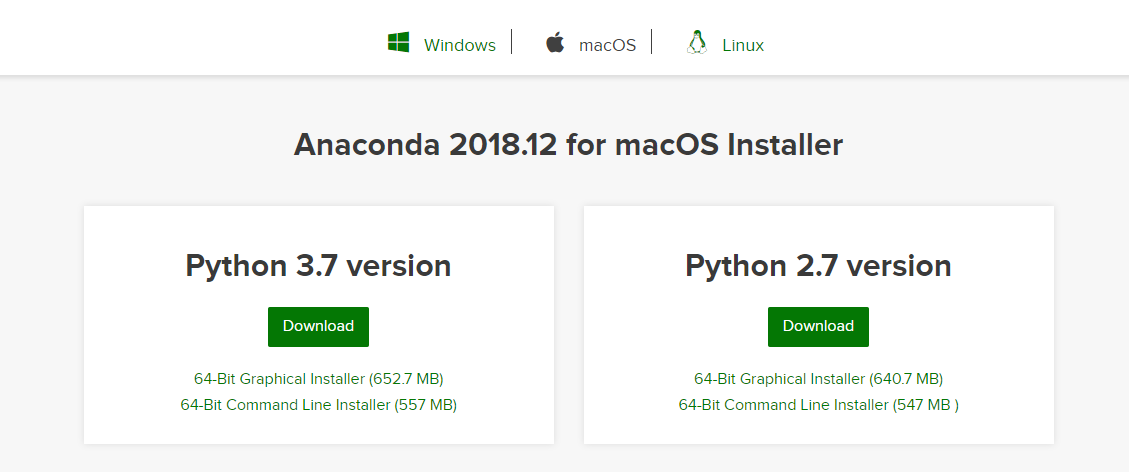 Windows macOS Linux
Anaconda 2018.12 for macOS Installer
Python 3.7 version
Download
64-Bit Graphical Installer (652.7 MB)
64-Bit Command Line Installer (557 MB)
Python 2.7 version
Download
64-Bit Graphical Installer (640.7 MB)
64-Bit Command Line Installer (547 MB )